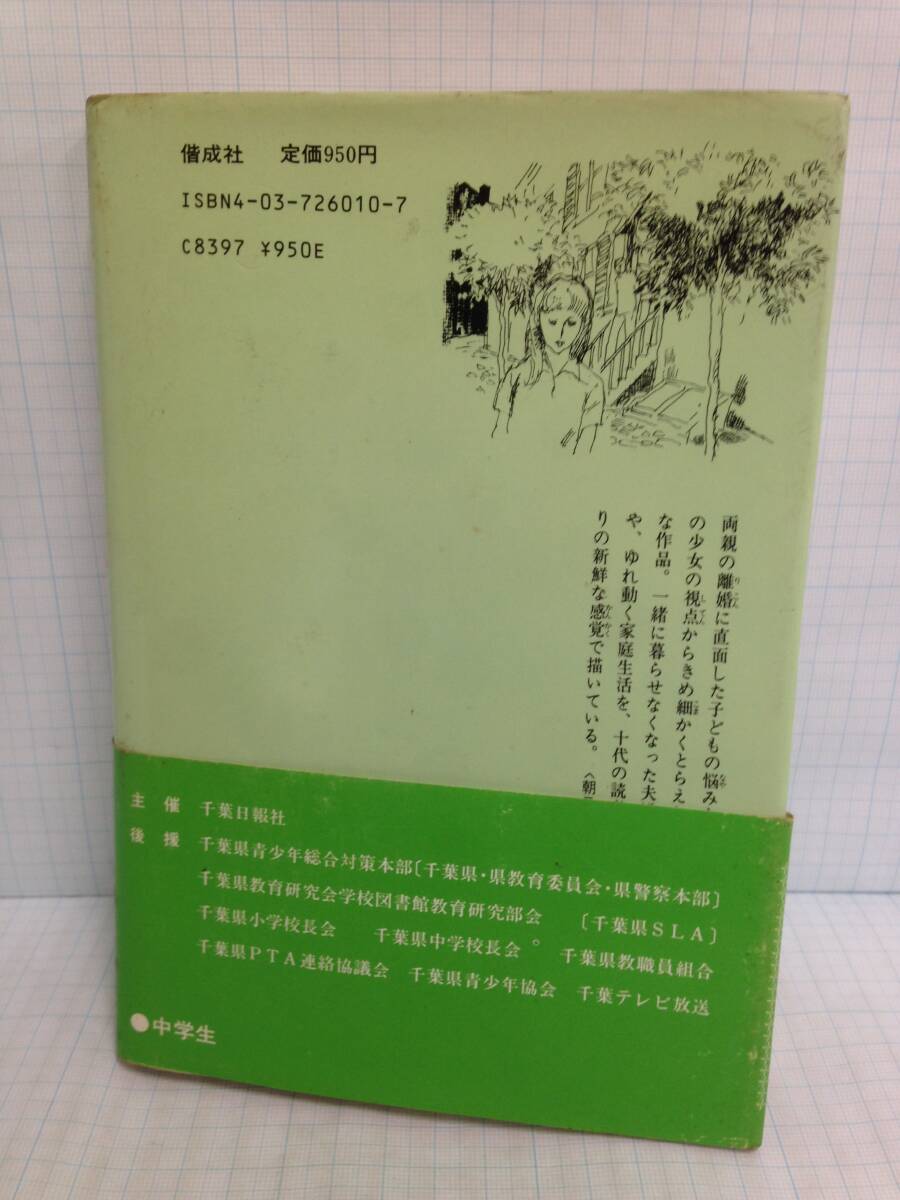 偕成社 定価950円
ISBN4-03-726010-7
C8397 ¥950E
両親の離婚に直面した子どもの悩み
の少女の視点からきめ細かくとらえ
な作品。一緒に暮らせなくなった夫
や、ゆれ動く家庭生活を、十代の読
りの新鮮な感覚で描いている。〈朝
主催 千葉日報社
後援 千葉県青少年総合対策本部〔千葉県・県教育委員会・県警察本部〕
千葉県教育研究会学校図書館教育研究部会 〔千葉県SLA〕
千葉県小学校長会 千葉県中学校長会。 千葉県教職員組合
千葉県PTA連絡協議会 千葉県青少年協会 千葉テレビ放送
●中学生